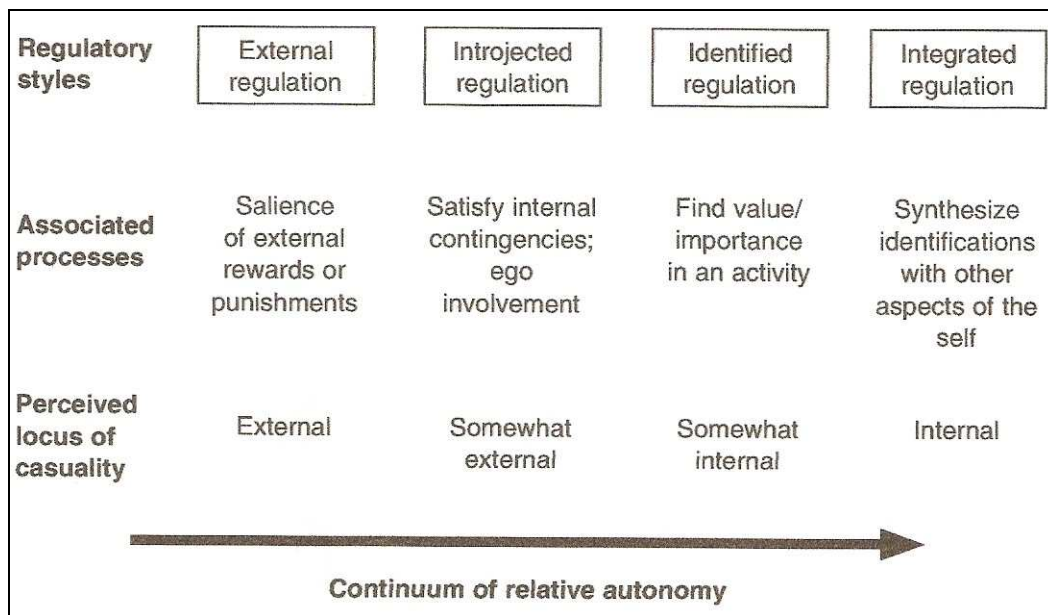 Regulatory
styles
External
regulation
Introjected
regulation
Identified
regulation
Integrated
regulation
Associated
processes
Salience
of external
rewards or
punishments
Satisfy internal
contingencies;
ego
involvement
Find value/
importance
in an activity
Synthesize
identifications
with other
aspects of the
self
Perceived
locus of
casuality
External
Somewhat
external
Somewhat
internal
Internal
Continuum of relative autonomy